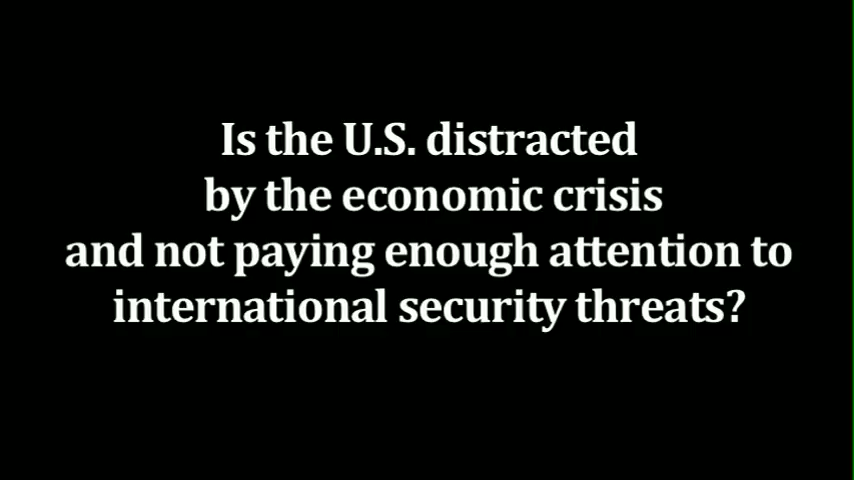 Is the U.S. distracted
by the economic crisis
and not paying enough attention to
international security threats?